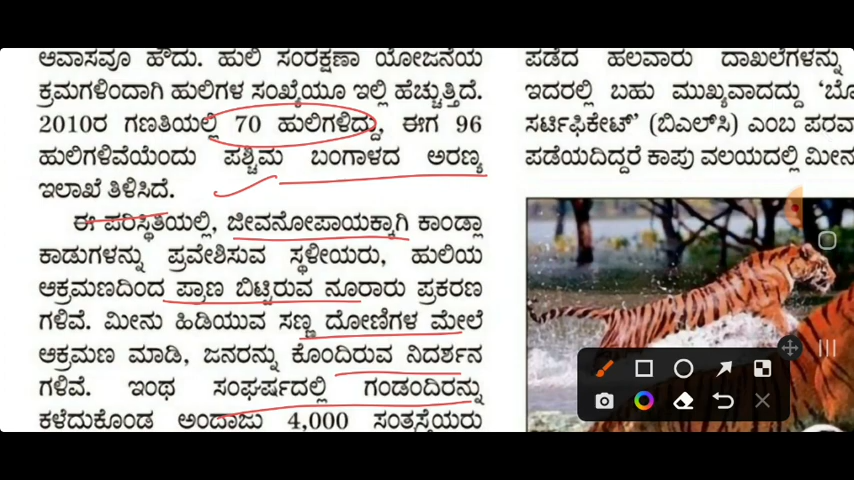 ಆವಾಸವೂ ಹೌದು. ಹುಲಿ ಸಂರಕ್ಷಣಾ ಯೋಜನೆಯ
ಕ್ರಮಗಳಿಂದಾಗಿ ಹುಲಿಗಳ ಸಂಖ್ಯೆಯೂ ಇಲ್ಲಿ ಹೆಚ್ಚುತ್ತಿದೆ.
2010ರ ಗಣತಿಯಲ್ಲಿ 70 ಹುಲಿಗಳಿದ್ದು, ಈಗ 96
ಹುಲಿಗಳಿವೆಯೆಂದು ಪಶ್ಚಿಮ ಬಂಗಾಳದ ಅರಣ್ಯ
ಇಲಾಖೆ ತಿಳಿಸಿದೆ.
ಈ ಪರಿಸ್ಥಿತಿಯಲ್ಲಿ, ಜೀವನೋಪಾಯಕ್ಕಾಗಿ ಕಾಂಡ್ಲಾ
ಕಾಡುಗಳನ್ನು ಪ್ರವೇಶಿಸುವ ಸ್ಥಳೀಯರು, ಹುಲಿಯ
ಆಕ್ರಮಣದಿಂದ ಪ್ರಾಣ ಬಿಟ್ಟಿರುವ ನೂರಾರು ಪ್ರಕರಣ
ಗಳಿವೆ. ಮೀನು ಹಿಡಿಯುವ ಸಣ್ಣ ದೋಣಿಗಳ ಮೇಲೆ
ಆಕ್ರಮಣ ಮಾಡಿ, ಜನರನ್ನು ಕೊಂದಿರುವ ನಿದರ್ಶನ
ಗಳಿವೆ. ಇಂಥ ಸಂಘರ್ಷದಲ್ಲಿ ಗಂಡಂದಿರನ್ನು
ಕಳೆದುಕೊಂಡ ಅಂದಾಜು 4,000 ಸಂತ್ರಸ್ತೆಯರು
ಪಡೆದ ಹಲವಾರು ದಾಖಲೆಗಳನ್ನು
ಇದರಲ್ಲಿ ಬಹು ಮುಖ್ಯವಾದದ್ದು ‘ಬೋ
ಸರ್ಟಿಫಿಕೇಟ್’ (ಬಿಎಲ್‌ಸಿ) ಎಂಬ ಪರವಾ
ಪಡೆಯದಿದ್ದರೆ ಕಾಪು ವಲಯದಲ್ಲಿ ಮೀನ